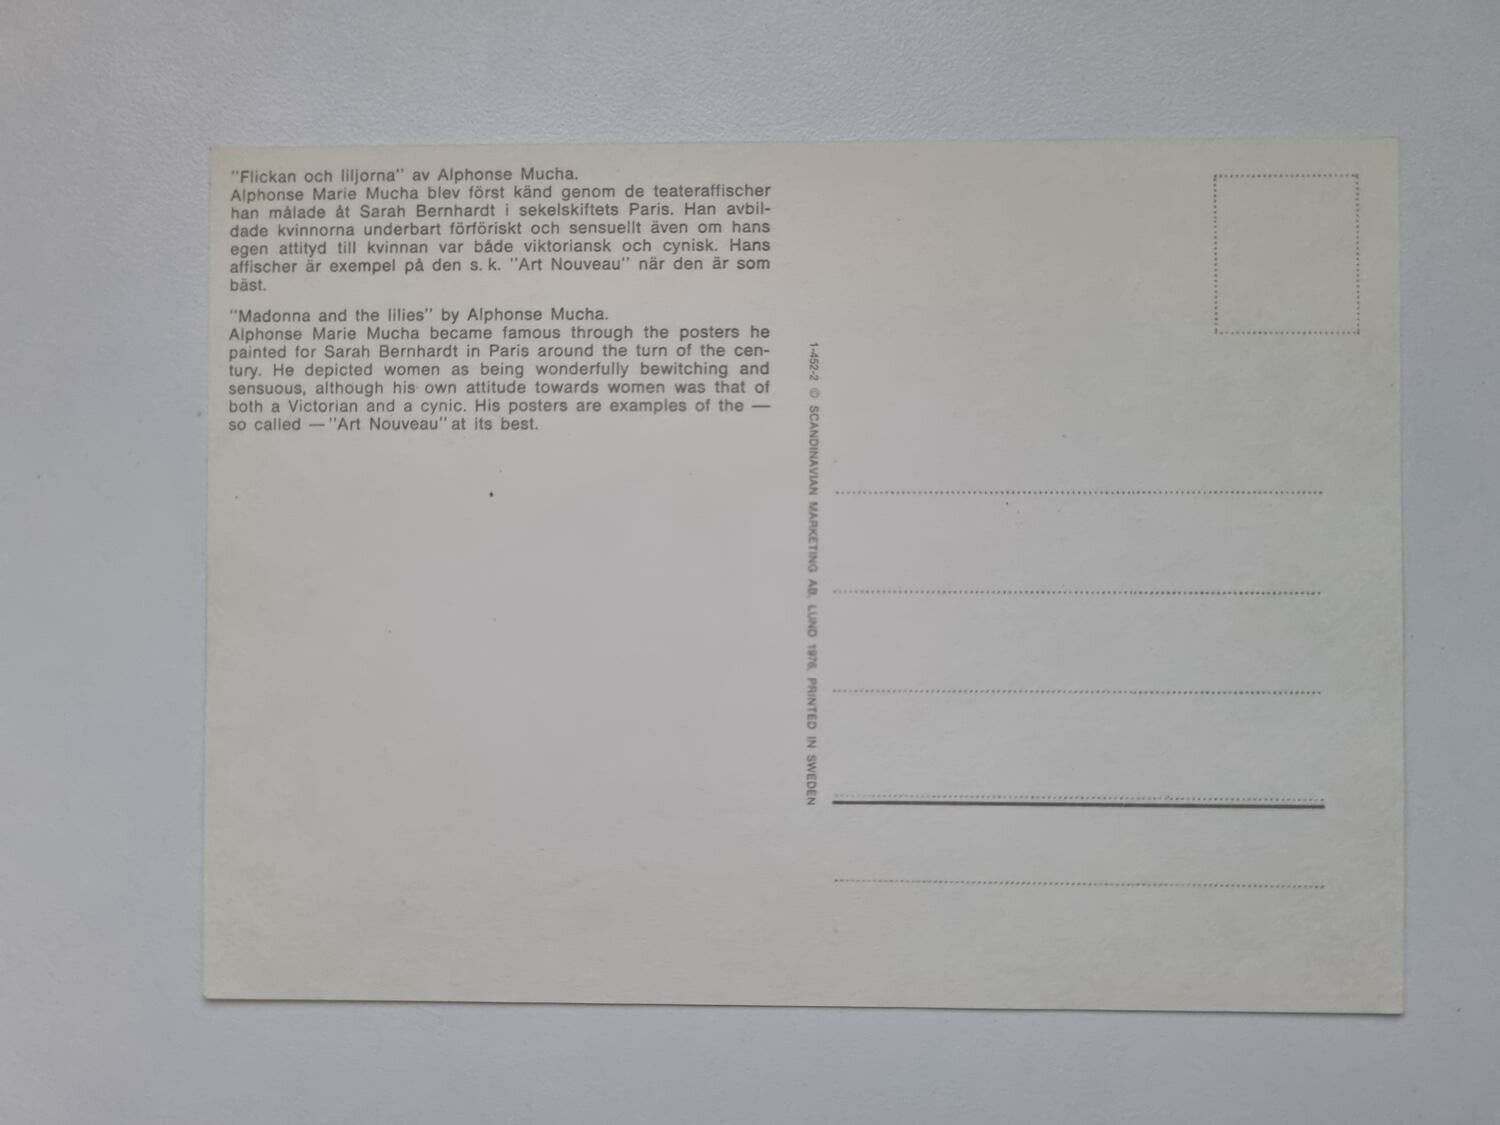 "Flickan och liljorna" av Alphonse Mucha.
Alphonse Marie Mucha blev först känd genom de teateraffischer
han målade åt Sarah Bernhardt i sekelskiftets Paris. Han avbil-
dade kvinnorna underbart förföriskt och sensuellt även om hans
egen attityd till kvinnan var både viktoriansk och cynisk. Hans
affischer är exempel på den s. k. "Art Nouveau" när den är som
bäst.
"Madonna and the lilies" by Alphonse Mucha.
Alphonse Marie Mucha became famous through the posters he
painted for Sarah Bernhardt in Paris around the turn of the cen-
tury. He depicted women as being wonderfully bewitching and
sensuous, although his own attitude towards women was that of
both a Victorian and a cynic. His posters are examples of the —
so called — "Art Nouveau" at its best.
1-452-2 © SCANDINAVIAN MARKETING AB, LUND 1976, PRINTED IN SWEDEN